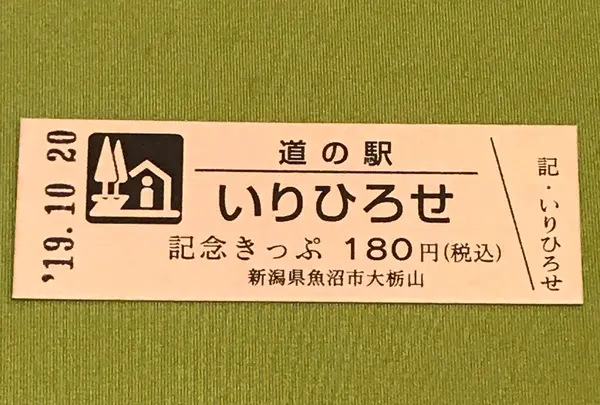 '19.10 20
道の駅
いりひろせ
記念きっぷ 180円(税込)
新潟県魚沼市大栃山
記・いりひろせ